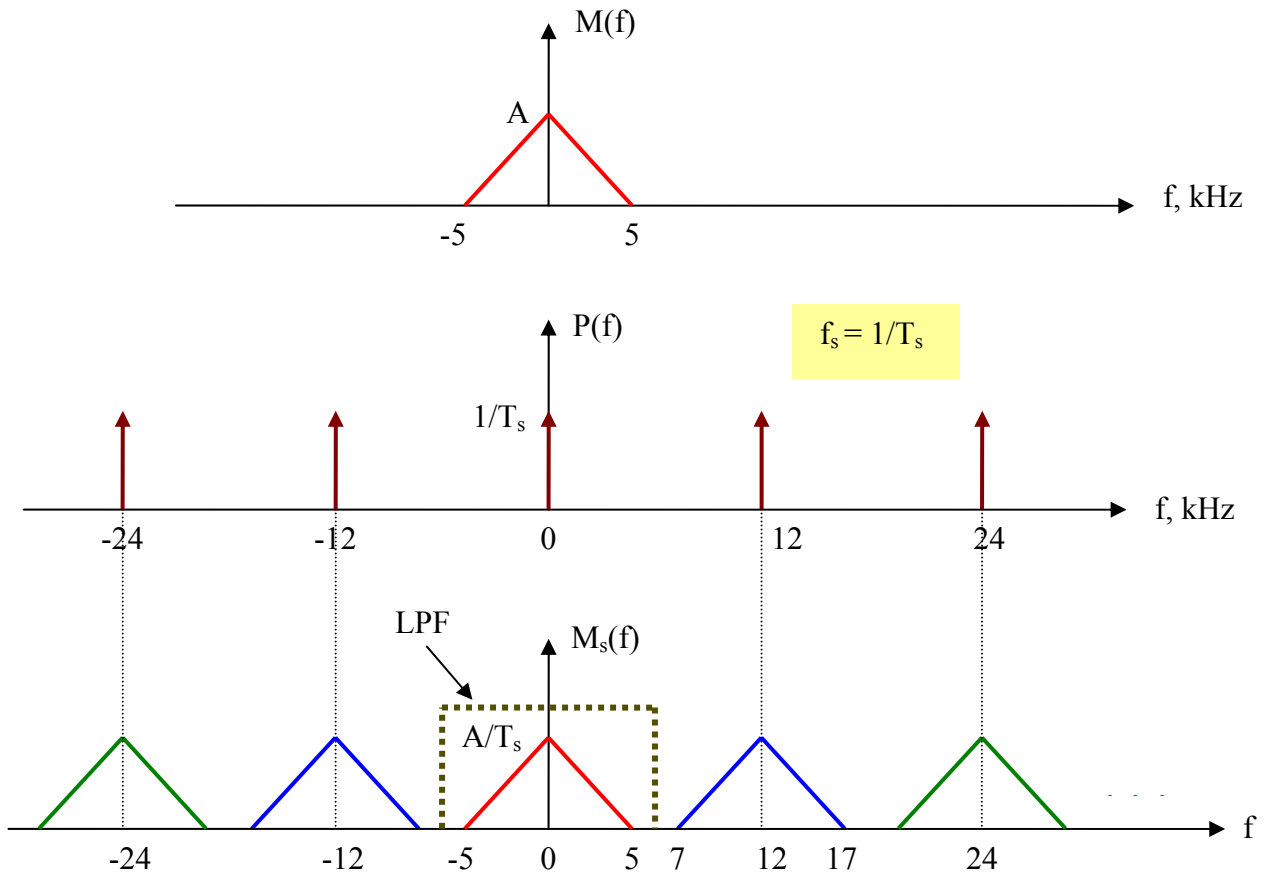 M(f)
A
f, kHz
-5 5
P(f)
fₛ = 1/Tₛ
1/Tₛ
f, kHz
-24 -12 0 12 24
LPF
Mₛ(f)
A/Tₛ
. . .
f
-24 -12 -5 0 5 7 12 17 24